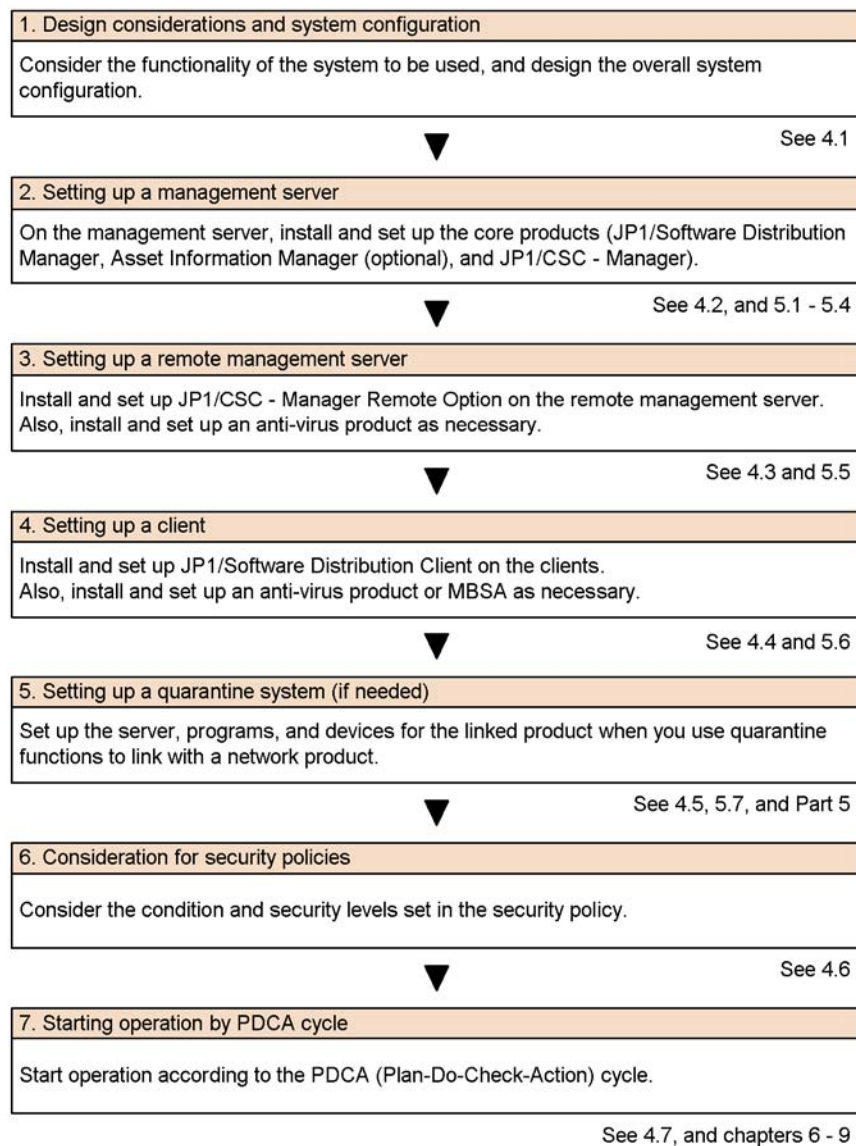 1. Design considerations and system configuration
Consider the functionality of the system to be used, and design the overall system
configuration.
See 4.1
2. Setting up a management server
On the management server, install and set up the core products (JP1/Software Distribution
Manager, Asset Information Manager (optional), and JP1/CSC - Manager).
See 4.2, and 5.1 - 5.4
3. Setting up a remote management server
Install and set up JP1/CSC - Manager Remote Option on the remote management server.
Also, install and set up an anti-virus product as necessary.
See 4.3 and 5.5
4. Setting up a client
Install and set up JP1/Software Distribution Client on the clients.
Also, install and set up an anti-virus product or MBSA as necessary.
See 4.4 and 5.6
5. Setting up a quarantine system (if needed)
Set up the server, programs, and devices for the linked product when you use quarantine
functions to link with a network product.
See 4.5, 5.7, and Part 5
6. Consideration for security policies
Consider the condition and security levels set in the security policy.
See 4.6
7. Starting operation by PDCA cycle
Start operation according to the PDCA (Plan-Do-Check-Action) cycle.
See 4.7, and chapters 6 - 9